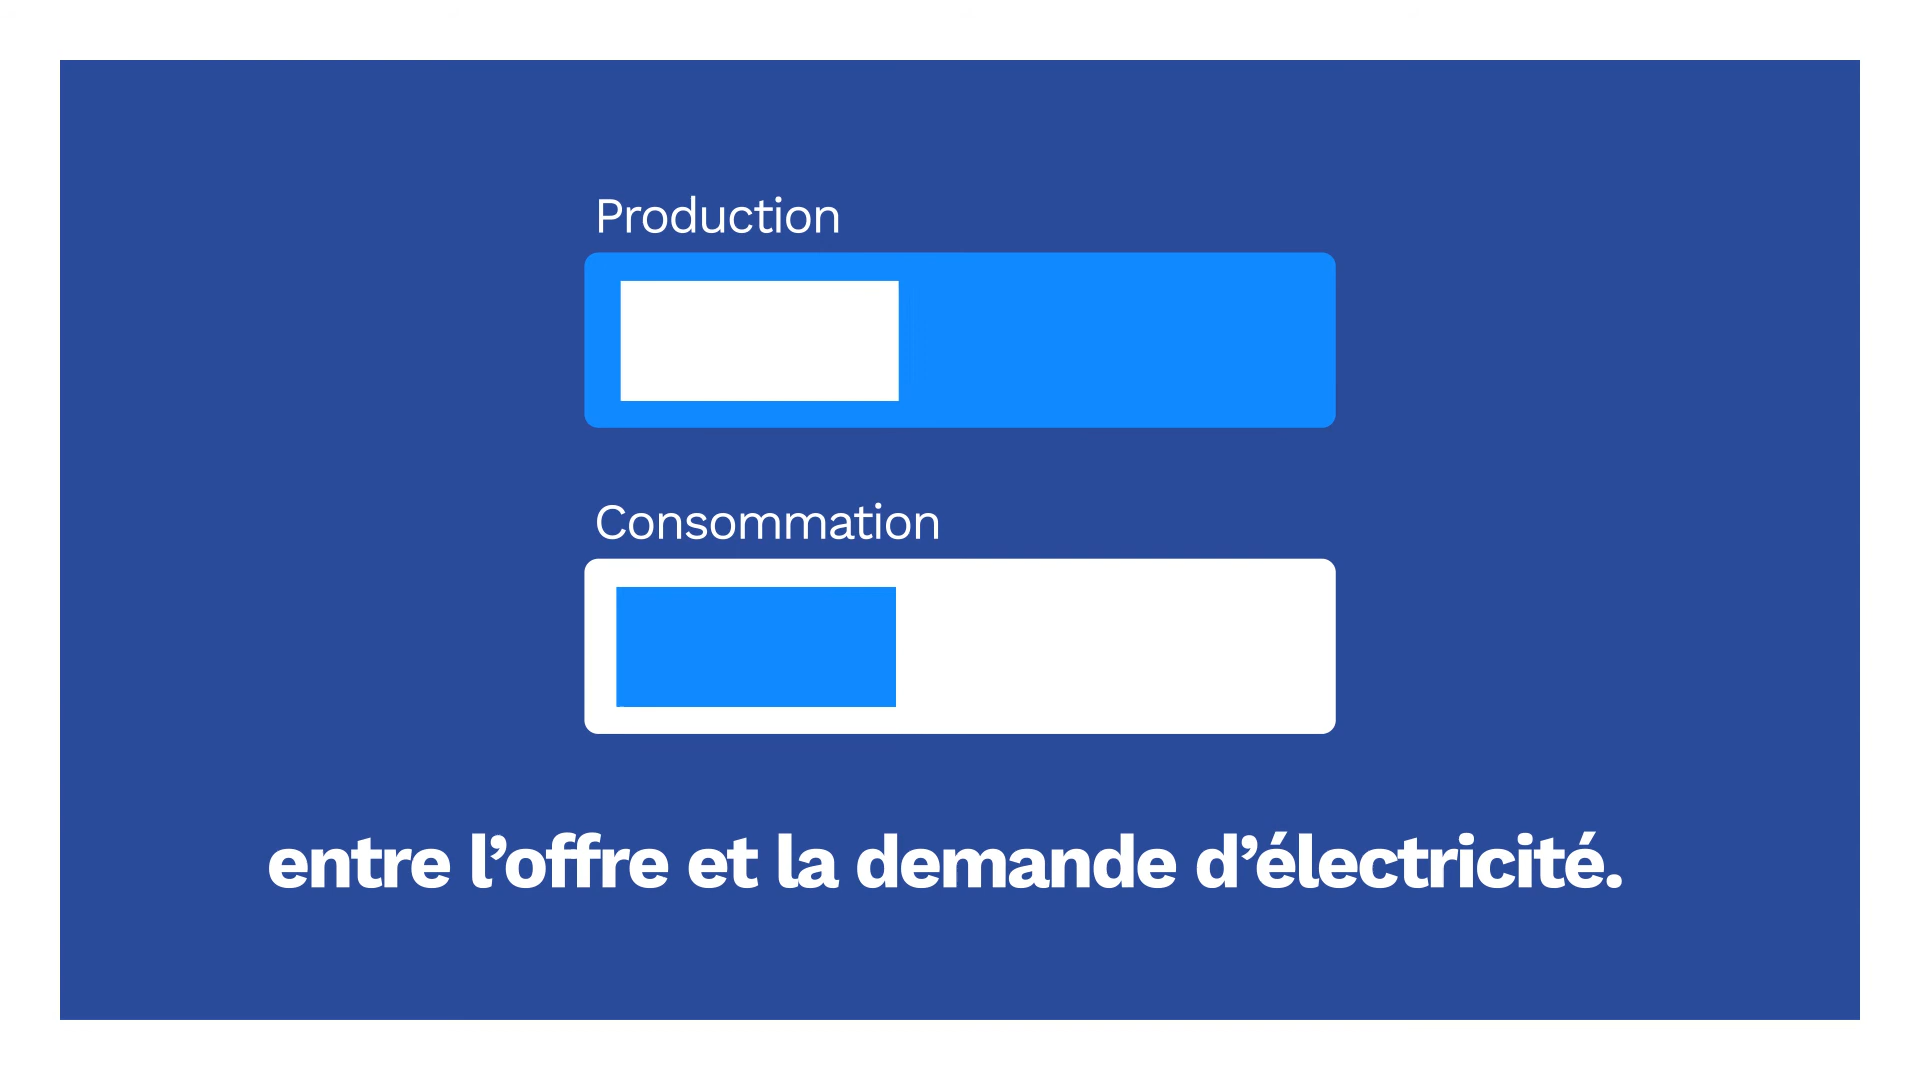 Production
Consommation
entre l’offre et la demande d’électricité.